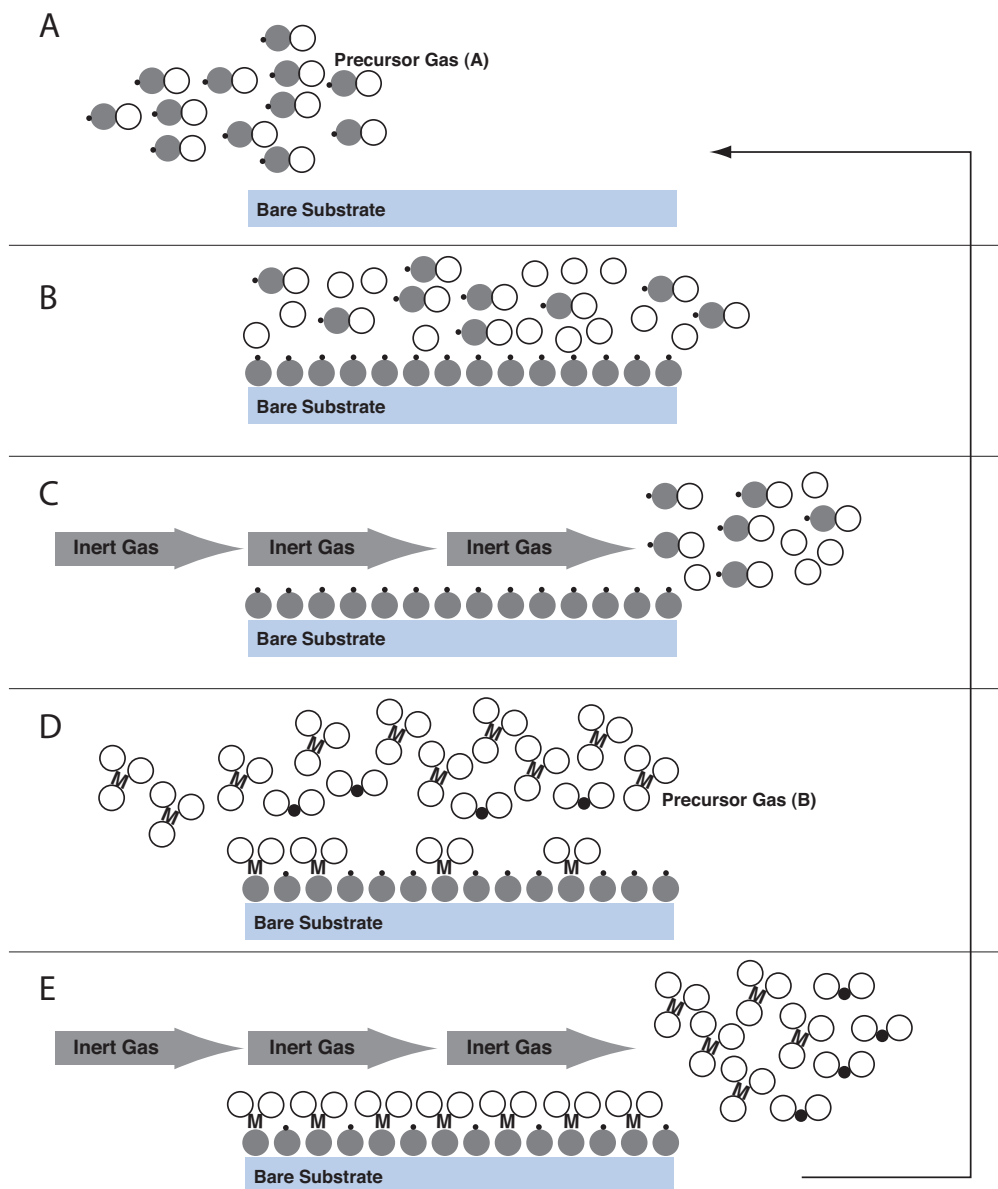 A
Precursor Gas (A)
Bare Substrate
B
Bare Substrate
C
Inert Gas Inert Gas Inert Gas
Bare Substrate
D
M M M M M M M M M
Precursor Gas (B)
M M M M
Bare Substrate
E
M M M M M
Inert Gas Inert Gas Inert Gas
M M M M M M M
Bare Substrate